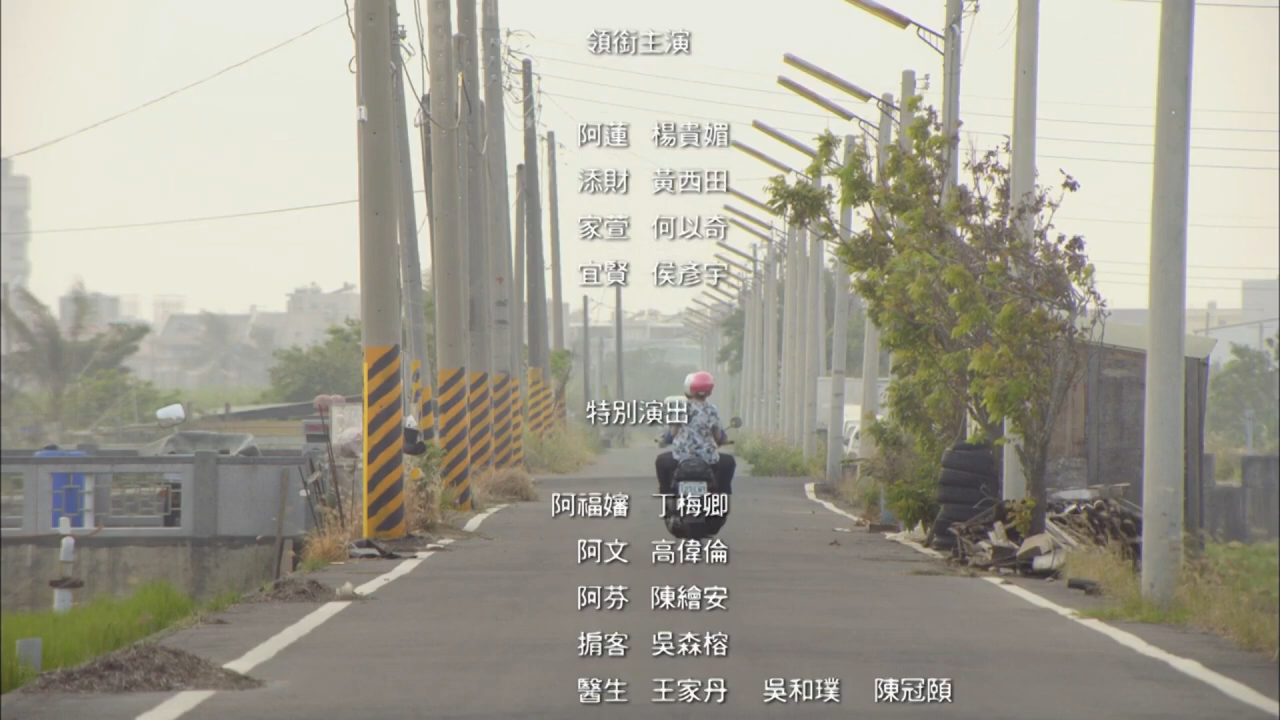 領銜主演
阿蓮 楊貴媚
添財 黃西田
家萱 何以奇
宜賢 侯彥宇
特別演出
阿福嬸 丁梅卿
阿文 高偉倫
阿芬 陳繪安
掮客 吳森榕
醫生 王家丹 吳和璞 陳冠頤